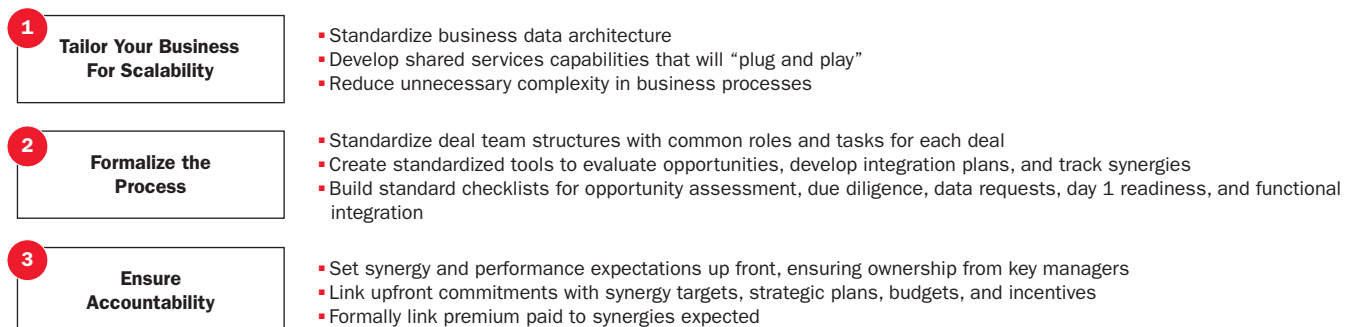 1
Tailor Your Business
For Scalability
▪ Standardize business data architecture
▪ Develop shared services capabilities that will “plug and play”
▪ Reduce unnecessary complexity in business processes
2
Formalize the
Process
▪ Standardize deal team structures with common roles and tasks for each deal
▪ Create standardized tools to evaluate opportunities, develop integration plans, and track synergies
▪ Build standard checklists for opportunity assessment, due diligence, data requests, day 1 readiness, and functional
integration
3
Ensure
Accountability
▪ Set synergy and performance expectations up front, ensuring ownership from key managers
▪ Link upfront commitments with synergy targets, strategic plans, budgets, and incentives
▪ Formally link premium paid to synergies expected